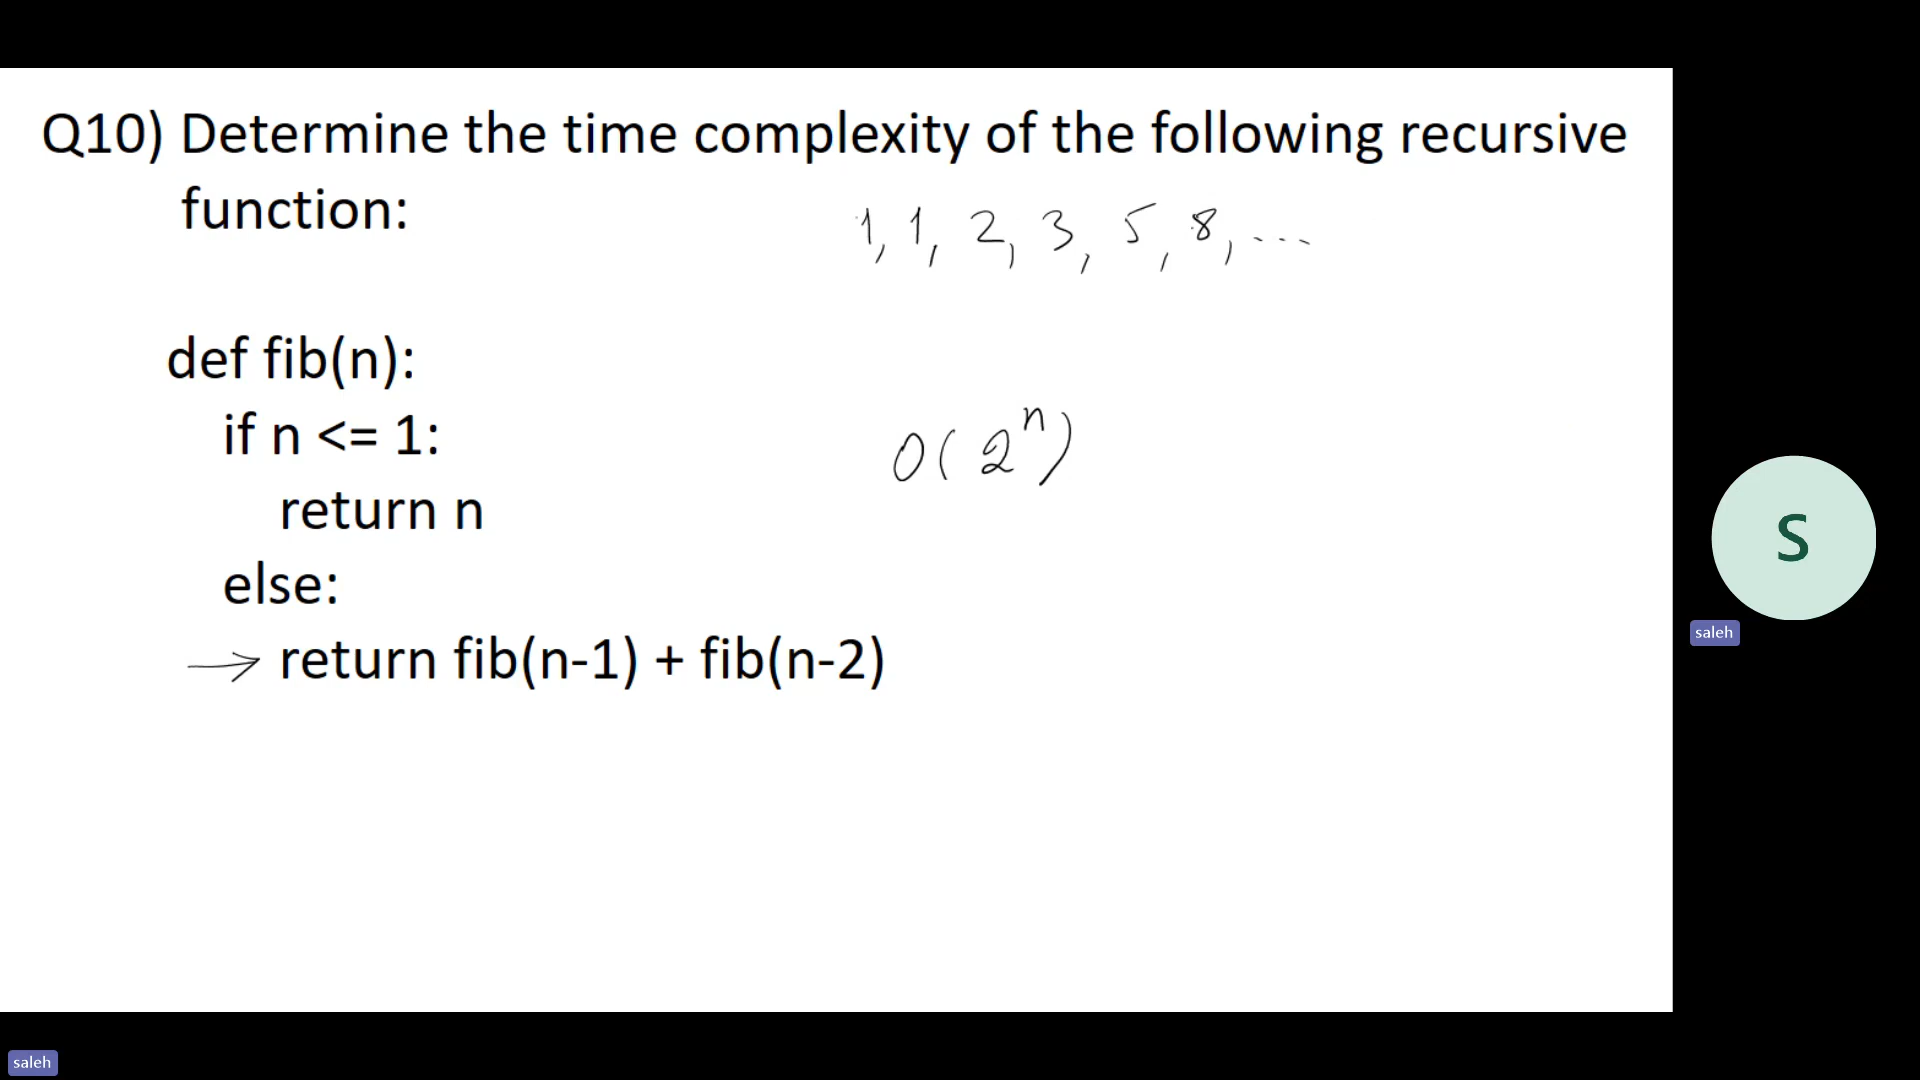 Q10) Determine the time complexity of the following recursive
function:
1, 1, 2, 3, 5, 8, ...
def fib(n):
if n <= 1:
O(2^n)
return n
else:
→ return fib(n-1) + fib(n-2)
S
saleh
saleh